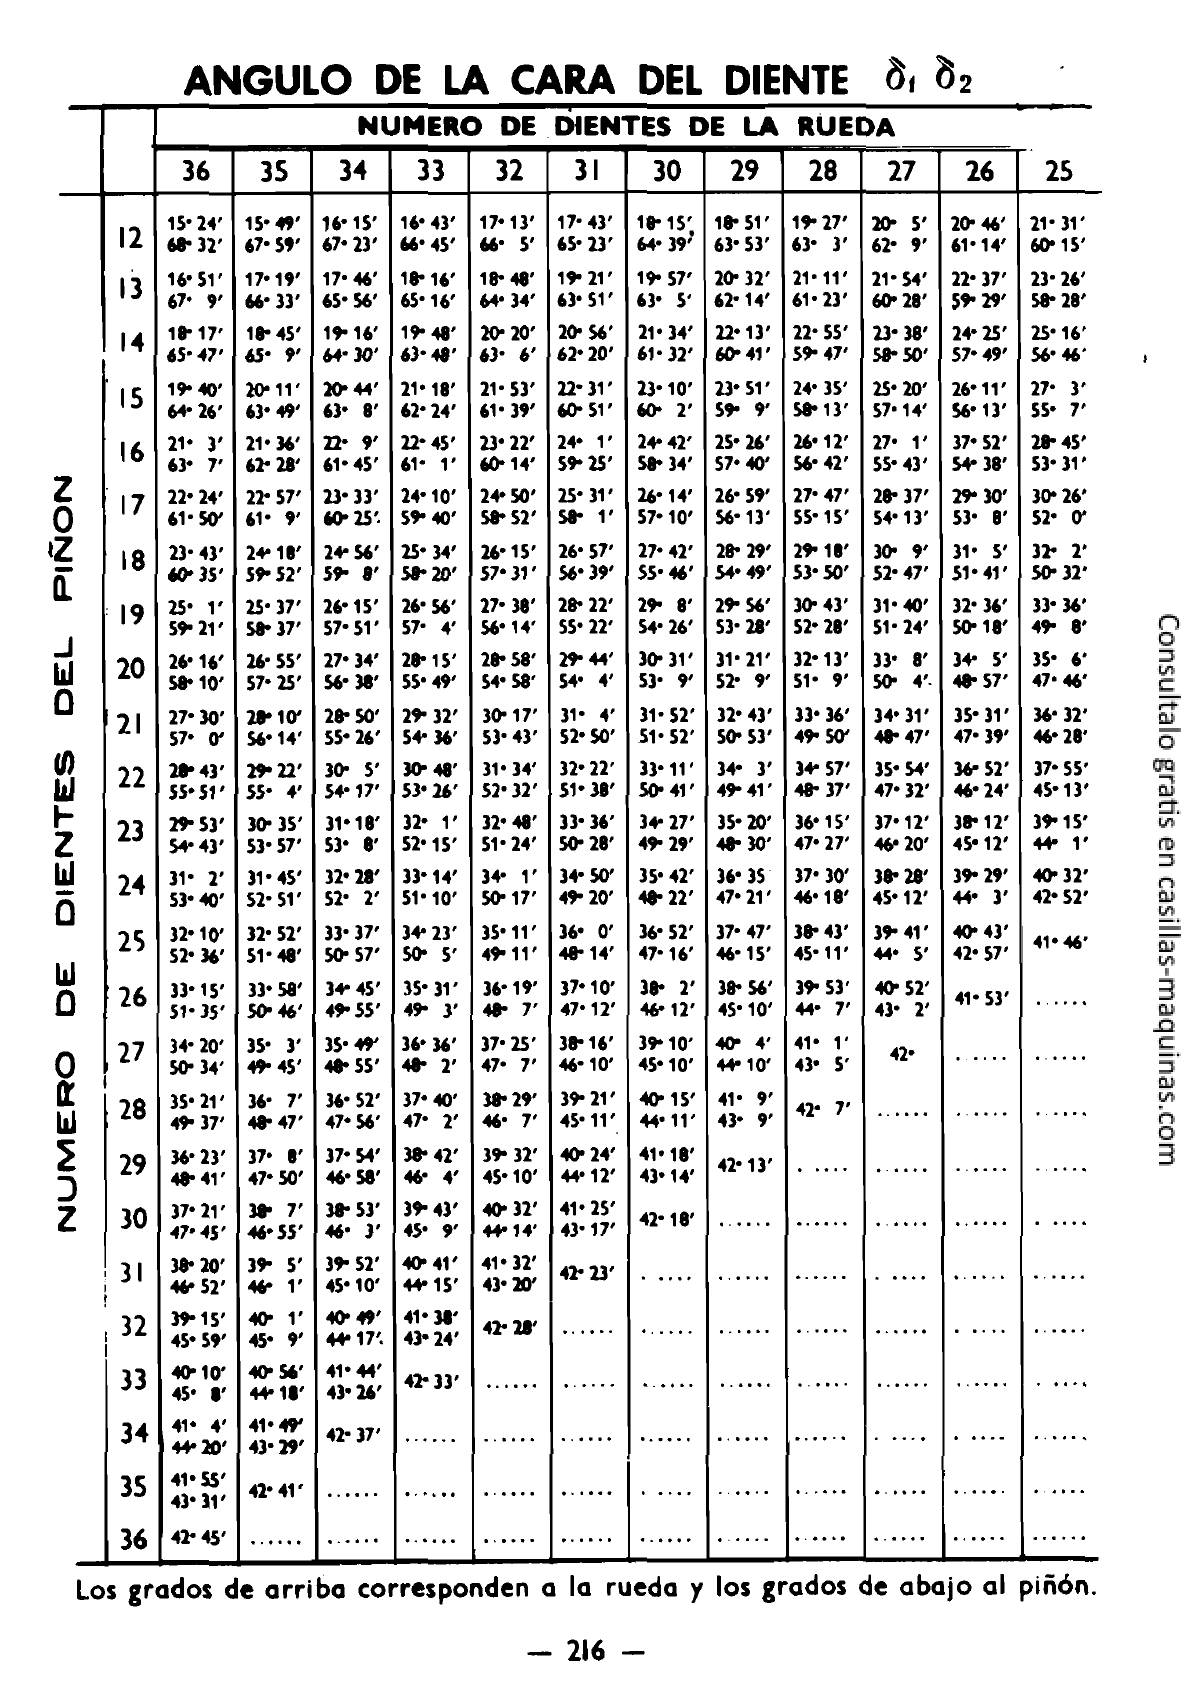 ANGULO DE LA CARA DEL DIENTE δ1 δ2
NUMERO DE DIENTES DE LA RUEDA
36 35 34 33 32 31 30 29 28 27 26 25
NUMERO DE DIENTES DEL PIÑON
12 15° 24′ 15° 49′ 16° 15′ 16° 43′ 17° 13′ 17° 43′ 18° 15′ 18° 51′ 19° 27′ 20° 5′ 20° 46′ 21° 31′
68° 32′ 67° 59′ 67° 23′ 66° 45′ 66° 5′ 65° 23′ 64° 39′ 63° 53′ 63° 3′ 62° 9′ 61° 14′ 60° 15′
13 16° 51′ 17° 19′ 17° 46′ 18° 16′ 18° 48′ 19° 21′ 19° 57′ 20° 32′ 21° 11′ 21° 54′ 22° 37′ 23° 26′
67° 9′ 66° 33′ 65° 56′ 65° 16′ 64° 34′ 63° 51′ 63° 5′ 62° 14′ 61° 23′ 60° 28′ 59° 29′ 58° 28′
14 18° 17′ 18° 45′ 19° 16′ 19° 48′ 20° 20′ 20° 56′ 21° 34′ 22° 13′ 22° 55′ 23° 38′ 24° 25′ 25° 16′
65° 47′ 65° 9′ 64° 30′ 63° 48′ 63° 6′ 62° 20′ 61° 32′ 60° 41′ 59° 47′ 58° 50′ 57° 49′ 56° 46′
15 19° 40′ 20° 11′ 20° 44′ 21° 18′ 21° 53′ 22° 31′ 23° 10′ 23° 51′ 24° 35′ 25° 20′ 26° 11′ 27° 3′
64° 26′ 63° 49′ 63° 8′ 62° 24′ 61° 39′ 60° 51′ 60° 2′ 59° 9′ 58° 13′ 57° 14′ 56° 13′ 55° 7′
16 21° 3′ 21° 36′ 22° 9′ 22° 45′ 23° 22′ 24° 1′ 24° 42′ 25° 26′ 26° 12′ 27° 1′ 37° 52′ 28° 45′
63° 7′ 62° 28′ 61° 45′ 61° 1′ 60° 14′ 59° 25′ 58° 34′ 57° 40′ 56° 42′ 55° 43′ 54° 38′ 53° 31′
17 22° 24′ 22° 57′ 23° 33′ 24° 10′ 24° 50′ 25° 31′ 26° 14′ 26° 59′ 27° 47′ 28° 37′ 29° 30′ 30° 26′
61° 50′ 61° 9′ 60° 25′ 59° 40′ 58° 52′ 58° 1′ 57° 10′ 56° 13′ 55° 15′ 54° 13′ 53° 8′ 52° 0′
18 23° 43′ 24° 18′ 24° 56′ 25° 34′ 26° 15′ 26° 57′ 27° 42′ 28° 29′ 29° 18′ 30° 9′ 31° 5′ 32° 2′
60° 35′ 59° 52′ 59° 8′ 58° 20′ 57° 31′ 56° 39′ 55° 46′ 54° 49′ 53° 50′ 52° 47′ 51° 41′ 50° 32′
19 25° 1′ 25° 37′ 26° 15′ 26° 56′ 27° 38′ 28° 22′ 29° 8′ 29° 56′ 30° 43′ 31° 40′ 32° 36′ 33° 36′
59° 21′ 58° 37′ 57° 51′ 57° 4′ 56° 14′ 55° 22′ 54° 26′ 53° 28′ 52° 28′ 51° 24′ 50° 18′ 49° 8′
20 26° 16′ 26° 55′ 27° 34′ 28° 15′ 28° 58′ 29° 44′ 30° 31′ 31° 21′ 32° 13′ 33° 8′ 34° 5′ 35° 6′
58° 10′ 57° 25′ 56° 38′ 55° 49′ 54° 58′ 54° 4′ 53° 9′ 52° 9′ 51° 9′ 50° 4′ 48° 57′ 47° 46′
21 27° 30′ 28° 10′ 28° 50′ 29° 32′ 30° 17′ 31° 4′ 31° 52′ 32° 43′ 33° 36′ 34° 31′ 35° 31′ 36° 32′
57° 0′ 56° 14′ 55° 26′ 54° 36′ 53° 43′ 52° 50′ 51° 52′ 50° 53′ 49° 50′ 48° 47′ 47° 39′ 46° 28′
22 28° 43′ 29° 22′ 30° 5′ 30° 48′ 31° 34′ 32° 22′ 33° 11′ 34° 3′ 34° 57′ 35° 54′ 36° 52′ 37° 55′
55° 51′ 55° 4′ 54° 17′ 53° 26′ 52° 32′ 51° 38′ 50° 41′ 49° 41′ 48° 37′ 47° 32′ 46° 24′ 45° 13′
23 29° 53′ 30° 35′ 31° 18′ 32° 1′ 32° 48′ 33° 36′ 34° 27′ 35° 20′ 36° 15′ 37° 12′ 38° 12′ 39° 15′
54° 43′ 53° 57′ 53° 8′ 52° 15′ 51° 24′ 50° 28′ 49° 29′ 48° 30′ 47° 27′ 46° 20′ 45° 12′ 44° 1′
24 31° 2′ 31° 45′ 32° 28′ 33° 14′ 34° 1′ 34° 50′ 35° 42′ 36° 35 37° 30′ 38° 28′ 39° 29′ 40° 32′
53° 40′ 52° 51′ 52° 2′ 51° 10′ 50° 17′ 49° 20′ 48° 22′ 47° 21′ 46° 18′ 45° 12′ 44° 3′ 42° 52′
25 32° 10′ 32° 52′ 33° 37′ 34° 23′ 35° 11′ 36° 0′ 36° 52′ 37° 47′ 38° 43′ 39° 41′ 40° 43′ 41° 46′
52° 36′ 51° 48′ 50° 57′ 50° 5′ 49° 11′ 48° 14′ 47° 16′ 46° 15′ 45° 11′ 44° 5′ 42° 57′
26 33° 15′ 33° 58′ 34° 45′ 35° 31′ 36° 19′ 37° 10′ 38° 2′ 38° 56′ 39° 53′ 40° 52′ 41° 53′ ......
51° 35′ 50° 46′ 49° 55′ 49° 3′ 48° 7′ 47° 12′ 46° 12′ 45° 10′ 44° 7′ 43° 2′
27 34° 20′ 35° 3′ 35° 49′ 36° 36′ 37° 25′ 38° 16′ 39° 10′ 40° 4′ 41° 1′ 42° ...... ......
50° 34′ 49° 45′ 48° 55′ 48° 2′ 47° 7′ 46° 10′ 45° 10′ 44° 10′ 43° 5′
28 35° 21′ 36° 7′ 36° 52′ 37° 40′ 38° 29′ 39° 21′ 40° 15′ 41° 9′ 42° 7′ ...... ...... ......
49° 37′ 48° 47′ 47° 56′ 47° 2′ 46° 7′ 45° 11′ 44° 11′ 43° 9′
29 36° 23′ 37° 8′ 37° 54′ 38° 42′ 39° 32′ 40° 24′ 41° 18′ 42° 13′ ...... ...... ...... ......
48° 41′ 47° 50′ 46° 58′ 46° 4′ 45° 10′ 44° 12′ 43° 14′
30 37° 21′ 38° 7′ 38° 53′ 39° 43′ 40° 32′ 41° 25′ 42° 18′ ...... ...... ...... ...... ......
47° 45′ 46° 55′ 46° 3′ 45° 9′ 44° 14′ 43° 17′
31 38° 20′ 39° 5′ 39° 52′ 40° 41′ 41° 32′ 42° 23′ ...... ...... ...... ...... ...... ......
46° 52′ 46° 1′ 45° 10′ 44° 15′ 43° 20′
32 39° 15′ 40° 1′ 40° 49′ 41° 38′ 42° 28′ ...... ...... ...... ...... ...... ...... ......
45° 59′ 45° 9′ 44° 17′ 43° 24′
33 40° 10′ 40° 56′ 41° 44′ 42° 33′ ...... ...... ...... ...... ...... ...... ...... ......
45° 8′ 44° 18′ 43° 26′
34 41° 4′ 41° 49′ 42° 37′ ...... ...... ...... ...... ...... ...... ...... ...... ......
44° 20′ 43° 29′
35 41° 55′ 42° 41′ ...... ...... ...... ...... ...... ...... ...... ...... ...... ......
43° 31′
36 42° 45′ ...... ...... ...... ...... ...... ...... ...... ...... ...... ...... ......
Los grados de arriba corresponden a la rueda y los grados de abajo al piñón.
— 216 —
Consultalo gratis en casillas-maquinas.com